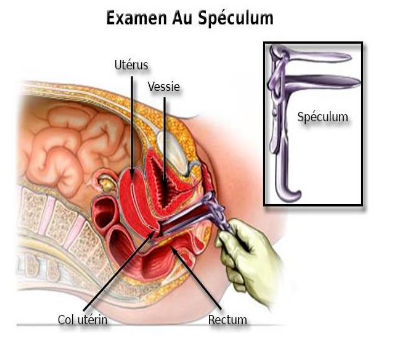 Examen Au Spéculum
Utérus
Vessie
Spéculum
Col utérin
Rectum